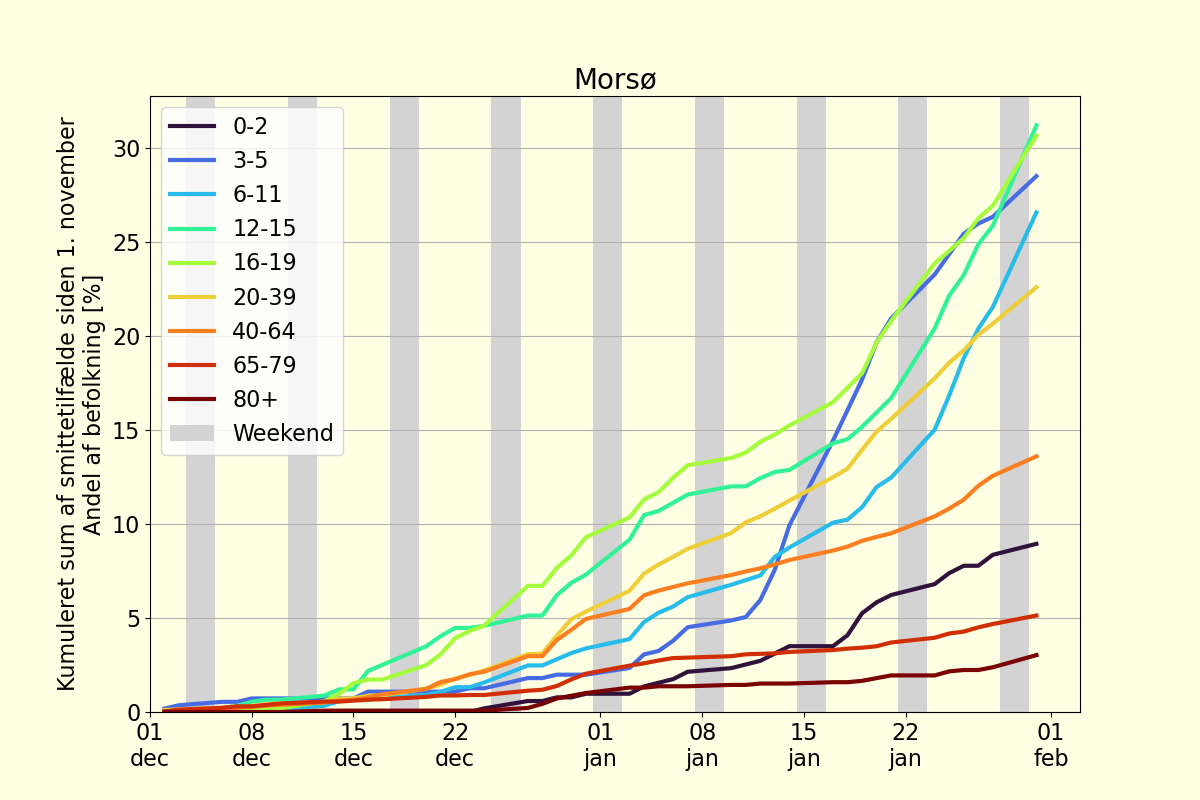 Morsø
Kumuleret sum af smittetilfælde siden 1. november
Andel af befolkning [%]
30
25
20
15
10
5
0
0-2
3-5
6-11
12-15
16-19
20-39
40-64
65-79
80+
Weekend
01 08 15 22 01 08 15 22 01
dec dec dec dec jan jan jan jan feb